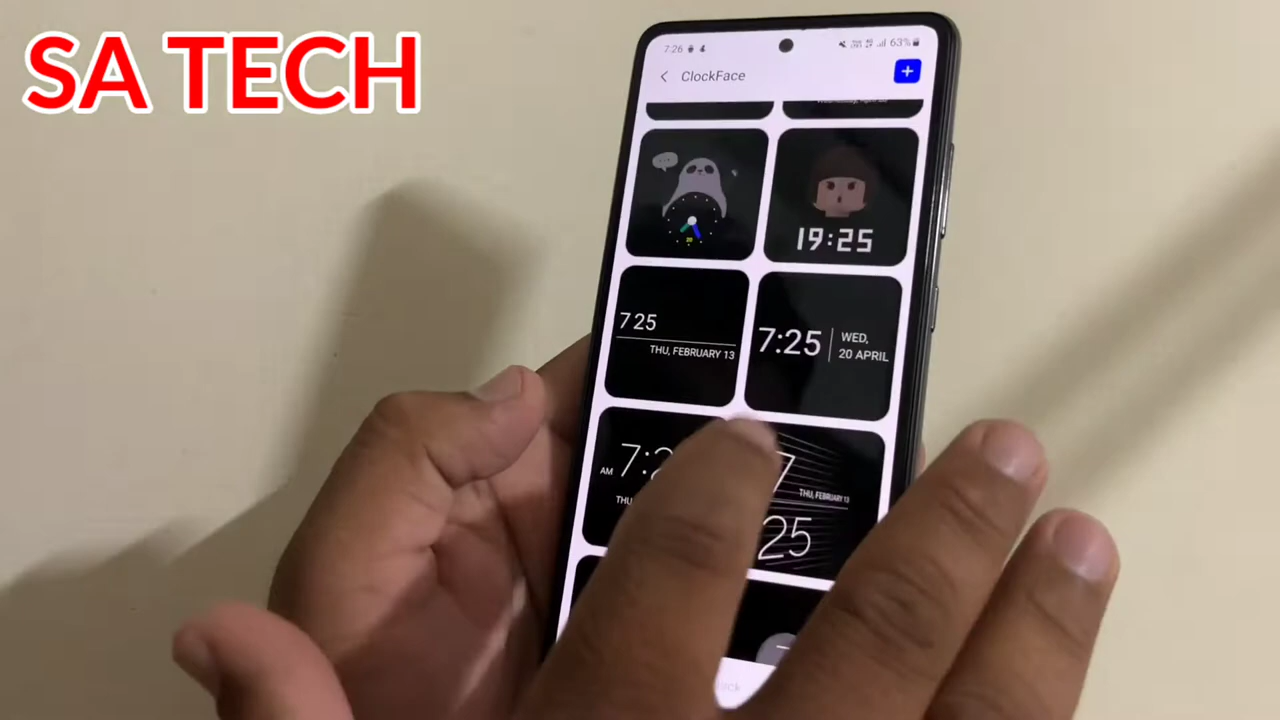 SA TECH
7:26
63%
ClockFace
19:25
7 25
THU, FEBRUARY 13
7:25
WED,
20 APRIL
AM
THU, FEBRUARY 13
25